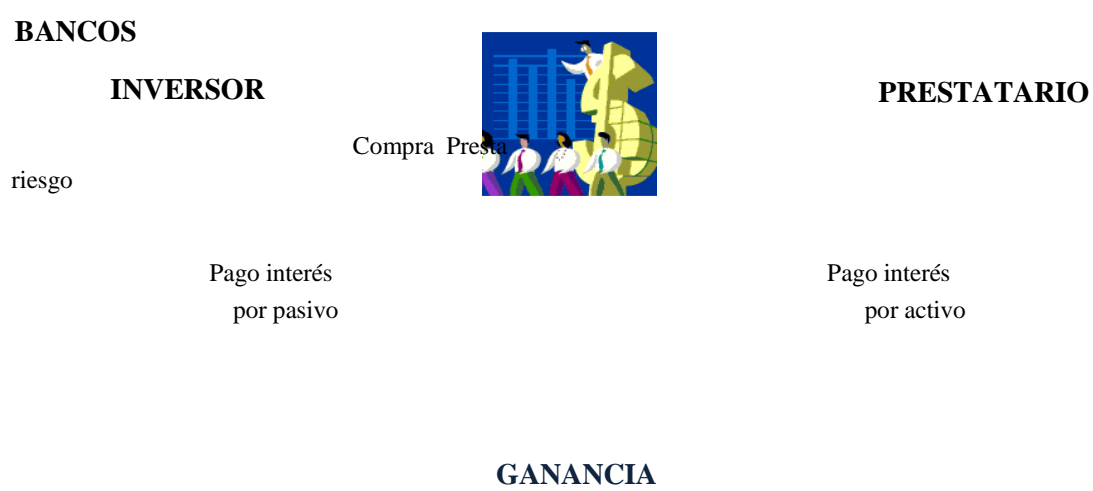 BANCOS
INVERSOR
PRESTATARIO
Compra Presta
riesgo
Pago interés
por pasivo
Pago interés
por activo
GANANCIA